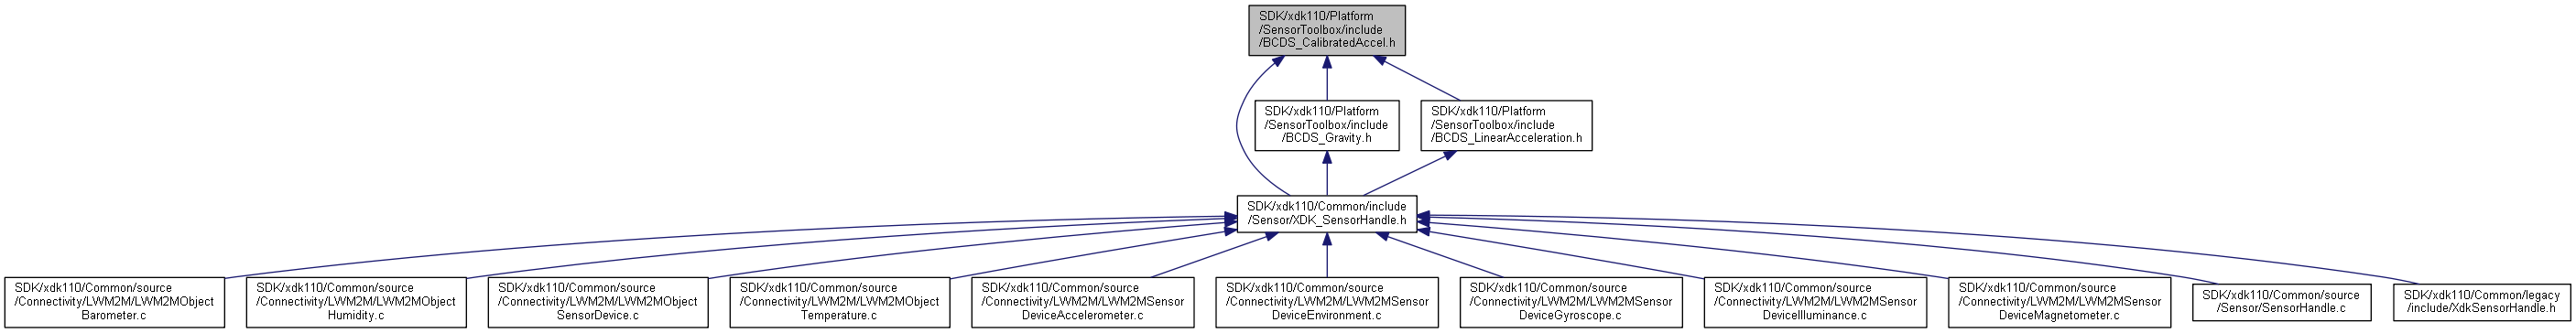 SDK/xdk110/Platform
/SensorToolbox/include
/BCDS_CalibratedAccel.h
SDK/xdk110/Platform
/SensorToolbox/include
/BCDS_Gravity.h
SDK/xdk110/Platform
/SensorToolbox/include
/BCDS_LinearAcceleration.h
SDK/xdk110/Common/include
/Sensor/XDK_SensorHandle.h
SDK/xdk110/Common/source
/Connectivity/LWM2M/LWM2MObject
Barometer.c
SDK/xdk110/Common/source
/Connectivity/LWM2M/LWM2MObject
Humidity.c
SDK/xdk110/Common/source
/Connectivity/LWM2M/LWM2MObject
SensorDevice.c
SDK/xdk110/Common/source
/Connectivity/LWM2M/LWM2MObject
Temperature.c
SDK/xdk110/Common/source
/Connectivity/LWM2M/LWM2MSensor
DeviceAccelerometer.c
SDK/xdk110/Common/source
/Connectivity/LWM2M/LWM2MSensor
DeviceEnvironment.c
SDK/xdk110/Common/source
/Connectivity/LWM2M/LWM2MSensor
DeviceGyroscope.c
SDK/xdk110/Common/source
/Connectivity/LWM2M/LWM2MSensor
DeviceIlluminance.c
SDK/xdk110/Common/source
/Connectivity/LWM2M/LWM2MSensor
DeviceMagnetometer.c
SDK/xdk110/Common/source
/Sensor/SensorHandle.c
SDK/xdk110/Common/legacy
/include/XdkSensorHandle.h